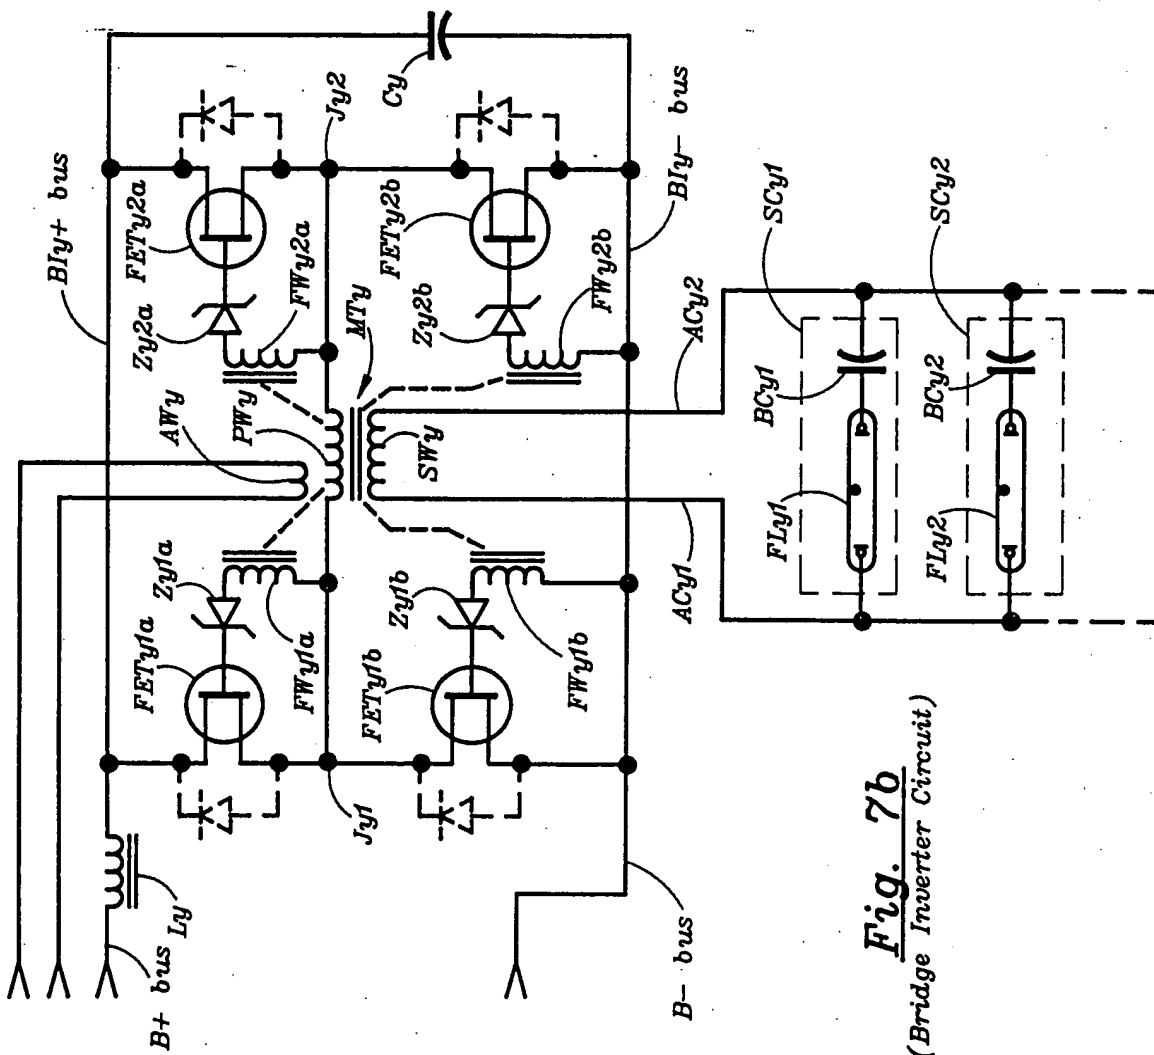 BIy+ bus
FETy2a
Zy2a
FWy2a
AWy
PWy
MTy
SWy
Cy
Jy2
FETy2b
Zy2b
FWy2b
BIy- bus
ACy2
SCy1
SCy2
BCy1
BCy2
FLy1
FLy2
ACy1
Zy1a
FETy1a
FWy1a
Zy1b
FETy1b
FWy1b
Jy1
Ly
B+ bus
B- bus
Fig. 7b
(Bridge Inverter Circuit)